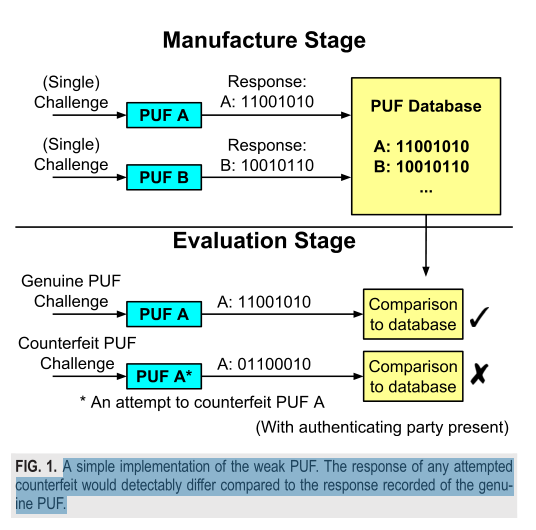 Manufacture Stage
(Single)
Challenge
PUF A
Response:
A: 11001010
(Single)
Challenge
PUF B
Response:
B: 10010110
PUF Database
A: 11001010
B: 10010110
...
Evaluation Stage
Genuine PUF
Challenge
PUF A
A: 11001010
Comparison
to database
✓
Counterfeit PUF
Challenge
PUF A*
A: 01100010
Comparison
to database
✗
* An attempt to counterfeit PUF A
(With authenticating party present)
FIG. 1. A simple implementation of the weak PUF. The response of any attempted
counterfeit would detectably differ compared to the response recorded of the genu-
ine PUF.